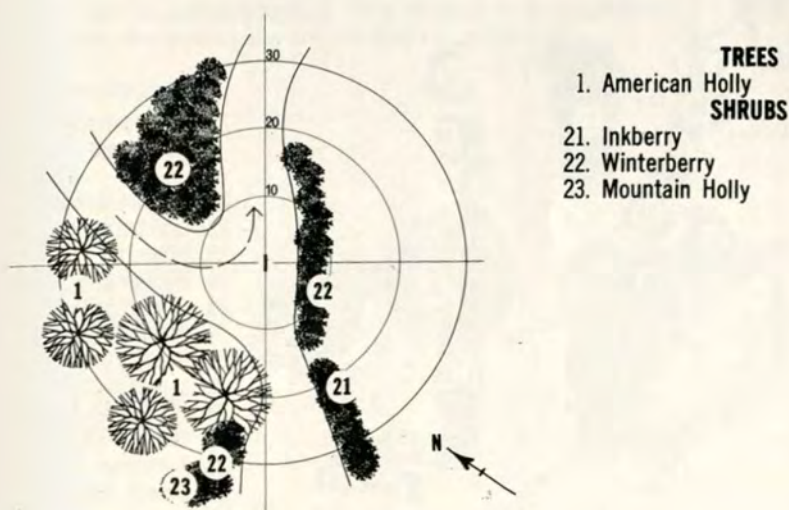 30
20
10
22
1
22
1
21
22
23
N
TREES
1. American Holly
SHRUBS
21. Inkberry
22. Winterberry
23. Mountain Holly